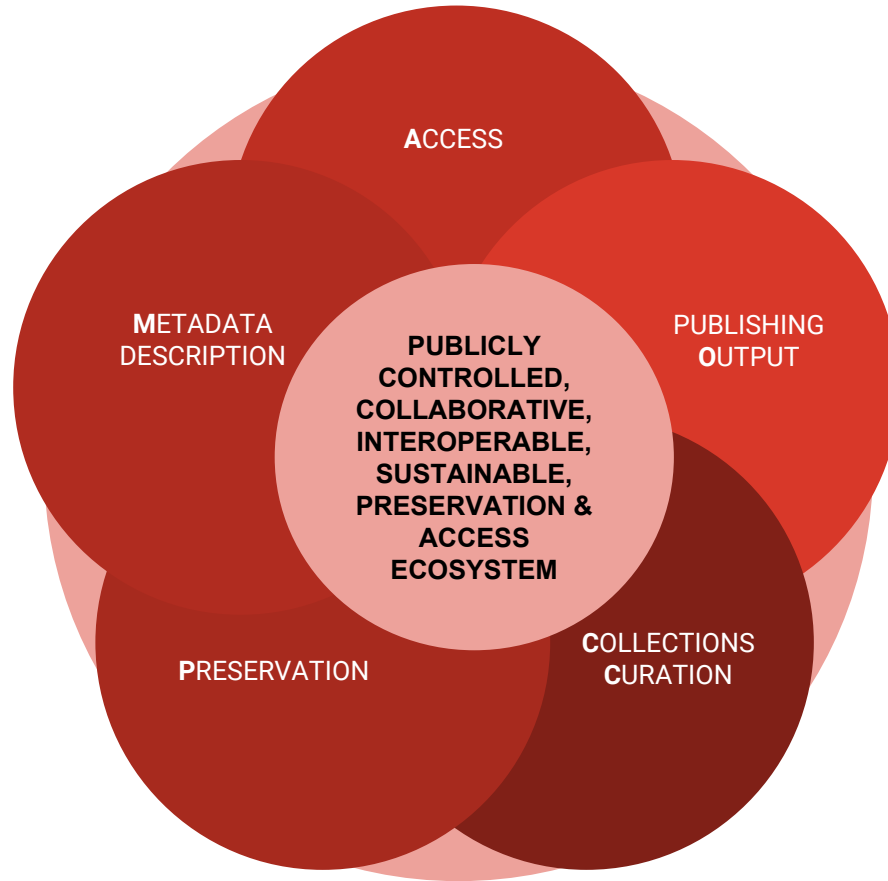 ACCESS
METADATA
DESCRIPTION
PUBLISHING
OUTPUT
PUBLICLY
CONTROLLED,
COLLABORATIVE,
INTEROPERABLE,
SUSTAINABLE,
PRESERVATION &
ACCESS
ECOSYSTEM
PRESERVATION
COLLECTIONS
CURATION